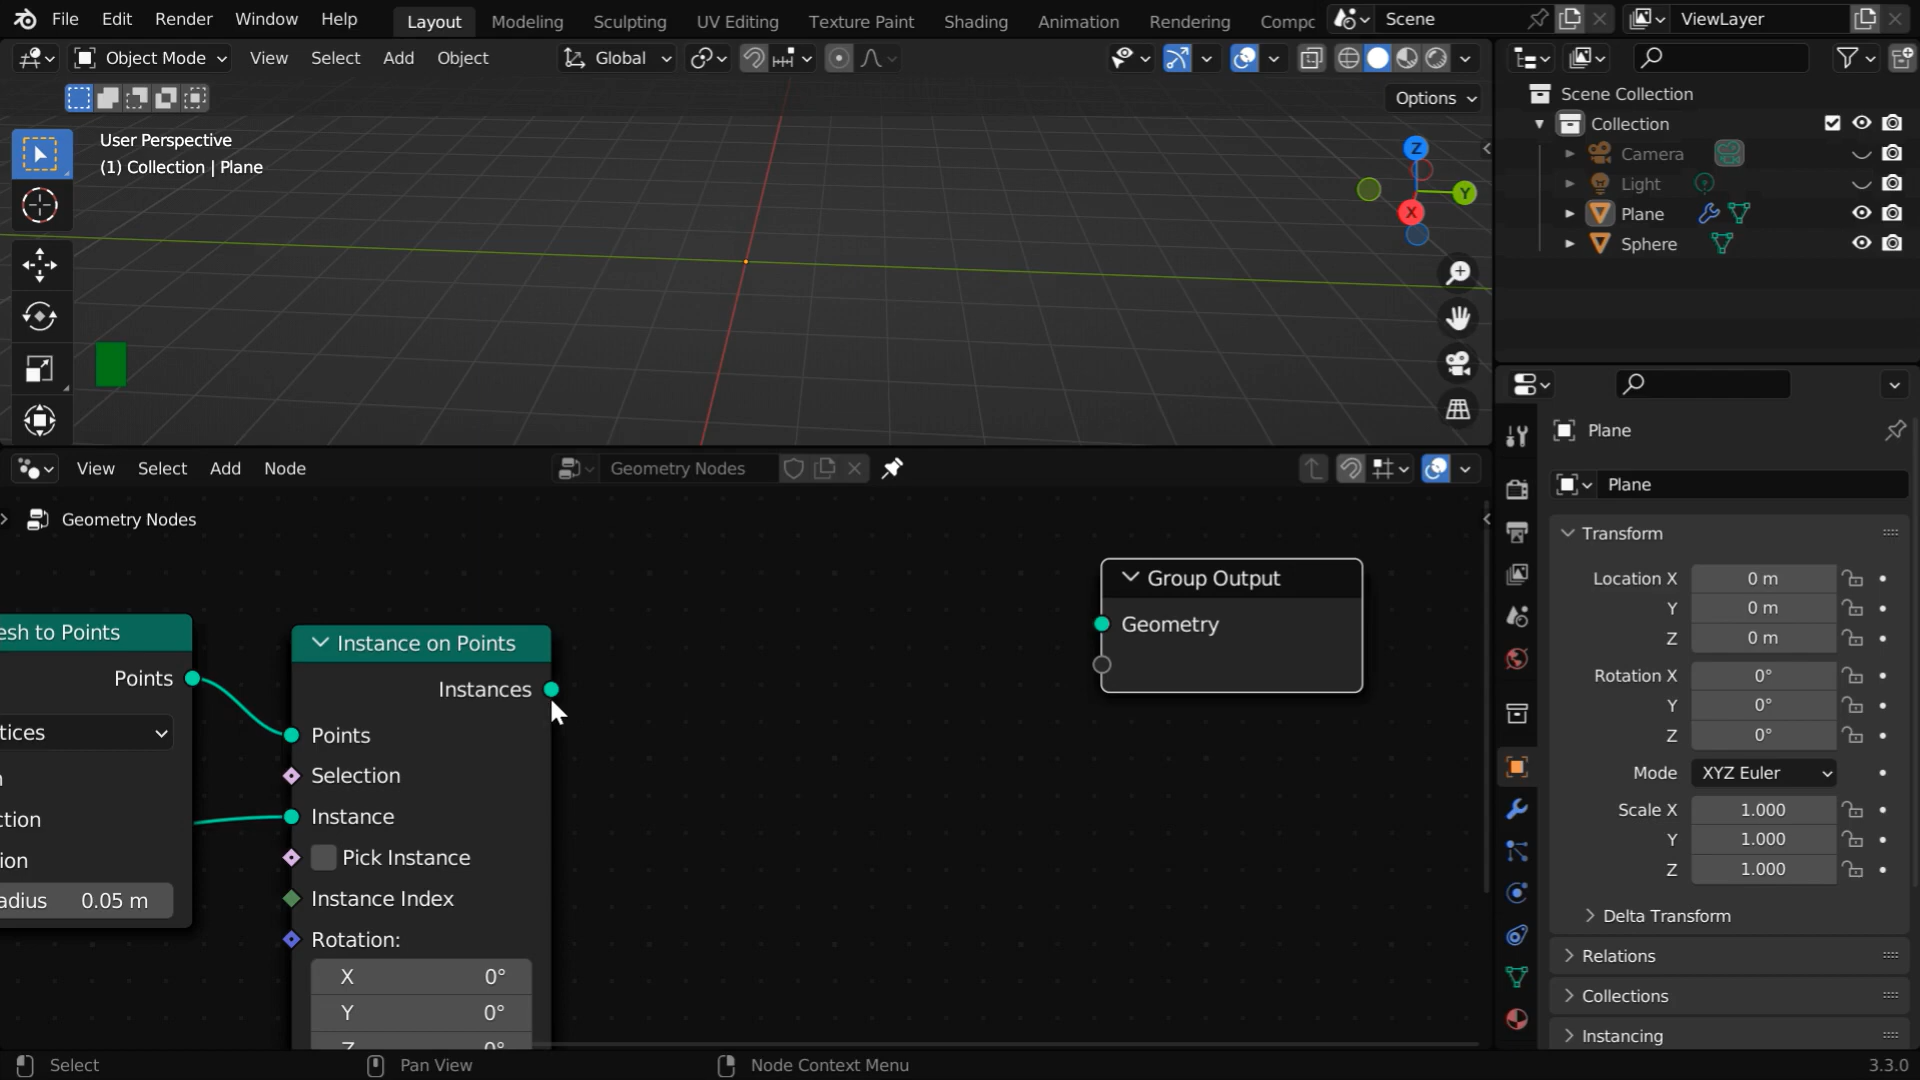 File Edit Render Window Help Layout Modeling Sculpting UV Editing Texture Paint Shading Animation Rendering Compo Scene ViewLayer
Object Mode View Select Add Object Global
Options
User Perspective
(1) Collection | Plane
Z
Y
X
Scene Collection
Collection
Camera
Light
Plane
Sphere
View Select Add Node Geometry Nodes
Geometry Nodes
esh to Points
Points
tices
n
ction
ion
adius 0.05 m
Instance on Points
Instances
Points
Selection
Instance
Pick Instance
Instance Index
Rotation:
X 0°
Y 0°
Z 0°
Group Output
Geometry
Plane
Plane
Transform
Location X 0 m
Y 0 m
Z 0 m
Rotation X 0°
Y 0°
Z 0°
Mode XYZ Euler
Scale X 1.000
Y 1.000
Z 1.000
Delta Transform
Relations
Collections
Instancing
Select Pan View Node Context Menu 3.3.0